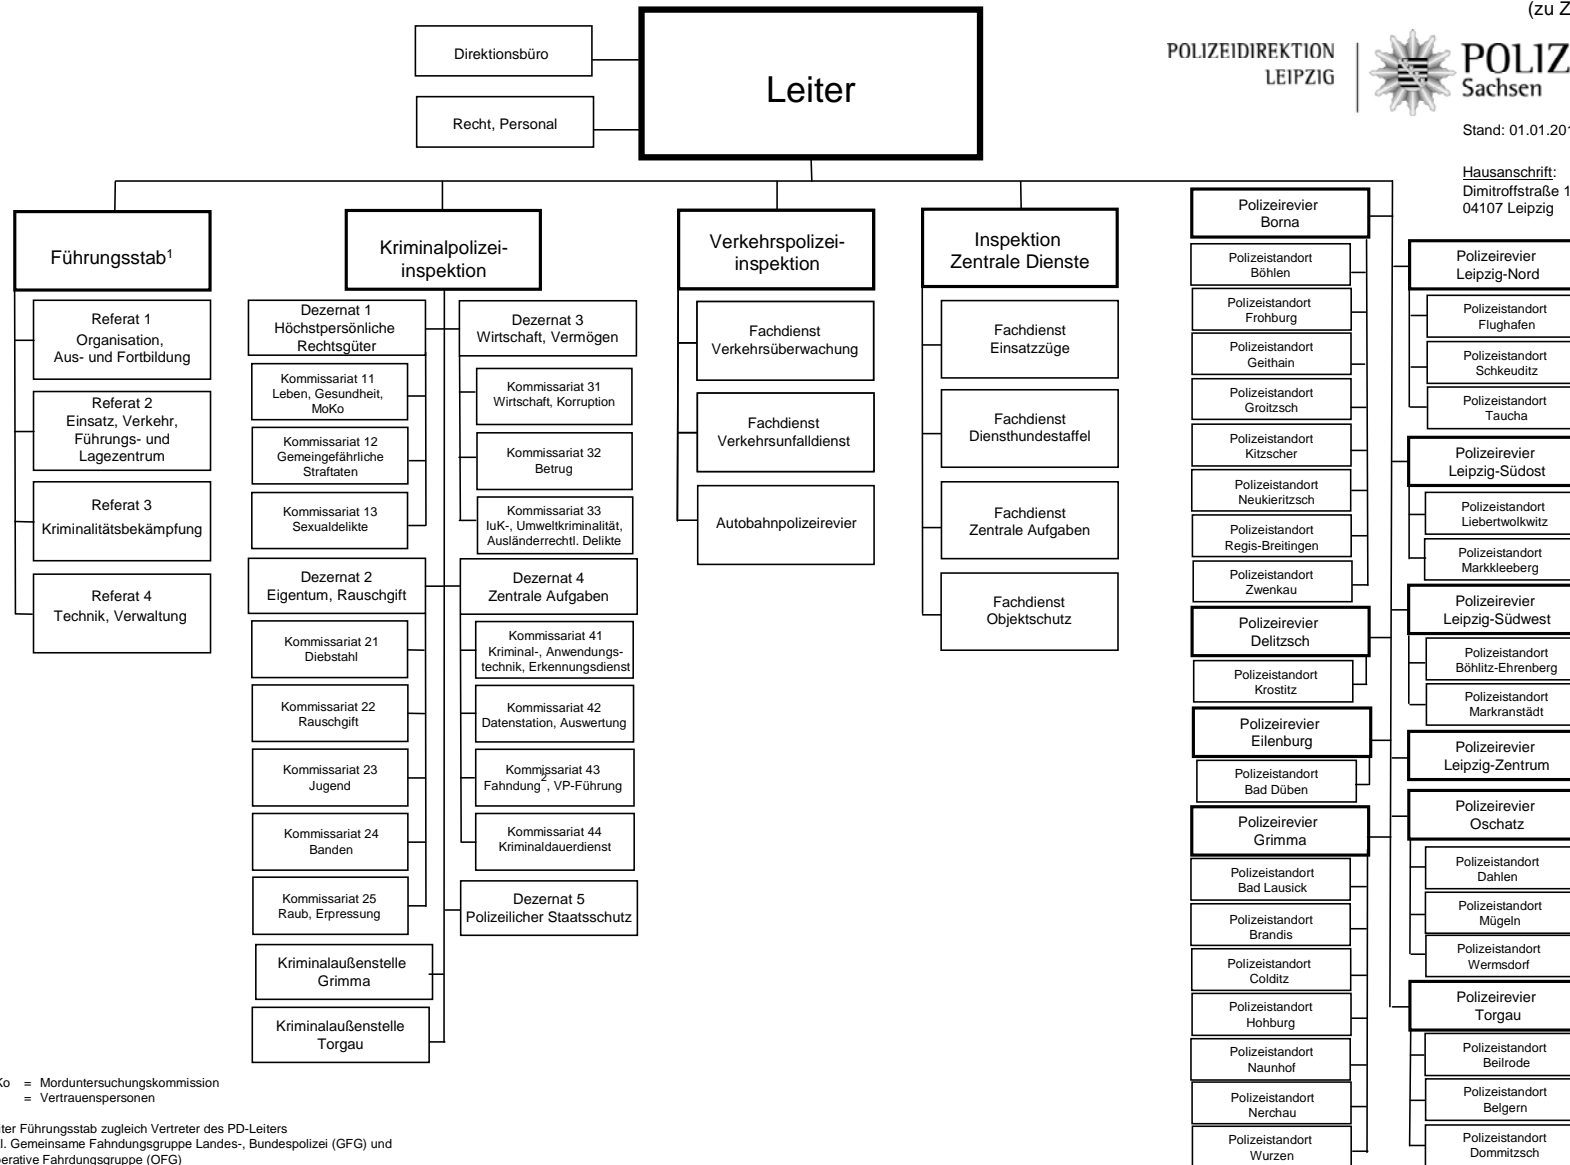 (zu Z
POLIZEIDIREKTION
LEIPZIG
POLIZ
Sachsen
Stand: 01.01.201
Hausanschrift:
Dimitroffstraße 1
04107 Leipzig
Leiter
Direktionsbüro
Recht, Personal
Führungsstab¹
Referat 1
Organisation,
Aus- und Fortbildung
Referat 2
Einsatz, Verkehr,
Führungs- und
Lagezentrum
Referat 3
Kriminalitätsbekämpfung
Referat 4
Technik, Verwaltung
Kriminalpolizei-
inspektion
Dezernat 1
Höchstpersönliche
Rechtsgüter
Kommissariat 11
Leben, Gesundheit,
MoKo
Kommissariat 12
Gemeingefährliche
Straftaten
Kommissariat 13
Sexualdelikte
Dezernat 2
Eigentum, Rauschgift
Kommissariat 21
Diebstahl
Kommissariat 22
Rauschgift
Kommissariat 23
Jugend
Kommissariat 24
Banden
Kommissariat 25
Raub, Erpressung
Kriminalaußenstelle
Grimma
Kriminalaußenstelle
Torgau
Dezernat 3
Wirtschaft, Vermögen
Kommissariat 31
Wirtschaft, Korruption
Kommissariat 32
Betrug
Kommissariat 33
IuK-, Umweltkriminalität,
Ausländerrechtl. Delikte
Dezernat 4
Zentrale Aufgaben
Kommissariat 41
Kriminal-, Anwendungs-
technik, Erkennungsdienst
Kommissariat 42
Datenstation, Auswertung
Kommissariat 43
Fahndung², VP-Führung
Kommissariat 44
Kriminaldauerdienst
Dezernat 5
Polizeilicher Staatsschutz
Verkehrspolizei-
inspektion
Fachdienst
Verkehrsüberwachung
Fachdienst
Verkehrsunfalldienst
Autobahnpolizeirevier
Inspektion
Zentrale Dienste
Fachdienst
Einsatzzüge
Fachdienst
Diensthundestaffel
Fachdienst
Zentrale Aufgaben
Fachdienst
Objektschutz
Polizeirevier
Borna
Polizeistandort
Böhlen
Polizeistandort
Frohburg
Polizeistandort
Geithain
Polizeistandort
Groitzsch
Polizeistandort
Kitzscher
Polizeistandort
Neukieritzsch
Polizeistandort
Regis-Breitingen
Polizeistandort
Zwenkau
Polizeirevier
Delitzsch
Polizeistandort
Krostitz
Polizeirevier
Eilenburg
Polizeistandort
Bad Düben
Polizeirevier
Grimma
Polizeistandort
Bad Lausick
Polizeistandort
Brandis
Polizeistandort
Colditz
Polizeistandort
Hohburg
Polizeistandort
Naunhof
Polizeistandort
Nerchau
Polizeistandort
Wurzen
Polizeirevier
Leipzig-Nord
Polizeistandort
Flughafen
Polizeistandort
Schkeuditz
Polizeistandort
Taucha
Polizeirevier
Leipzig-Südost
Polizeistandort
Liebertwolkwitz
Polizeistandort
Markkleeberg
Polizeirevier
Leipzig-Südwest
Polizeistandort
Böhlitz-Ehrenberg
Polizeistandort
Markranstädt
Polizeirevier
Leipzig-Zentrum
Polizeirevier
Oschatz
Polizeistandort
Dahlen
Polizeistandort
Mügeln
Polizeistandort
Wermsdorf
Polizeirevier
Torgau
Polizeistandort
Beilrode
Polizeistandort
Belgern
Polizeistandort
Dommitzsch
Ko = Morduntersuchungskommission
= Vertrauenspersonen
ter Führungsstab zugleich Vertreter des PD-Leiters
l. Gemeinsame Fahndungsgruppe Landes-, Bundespolizei (GFG) und
erative Fahrdungsgruppe (OFG)